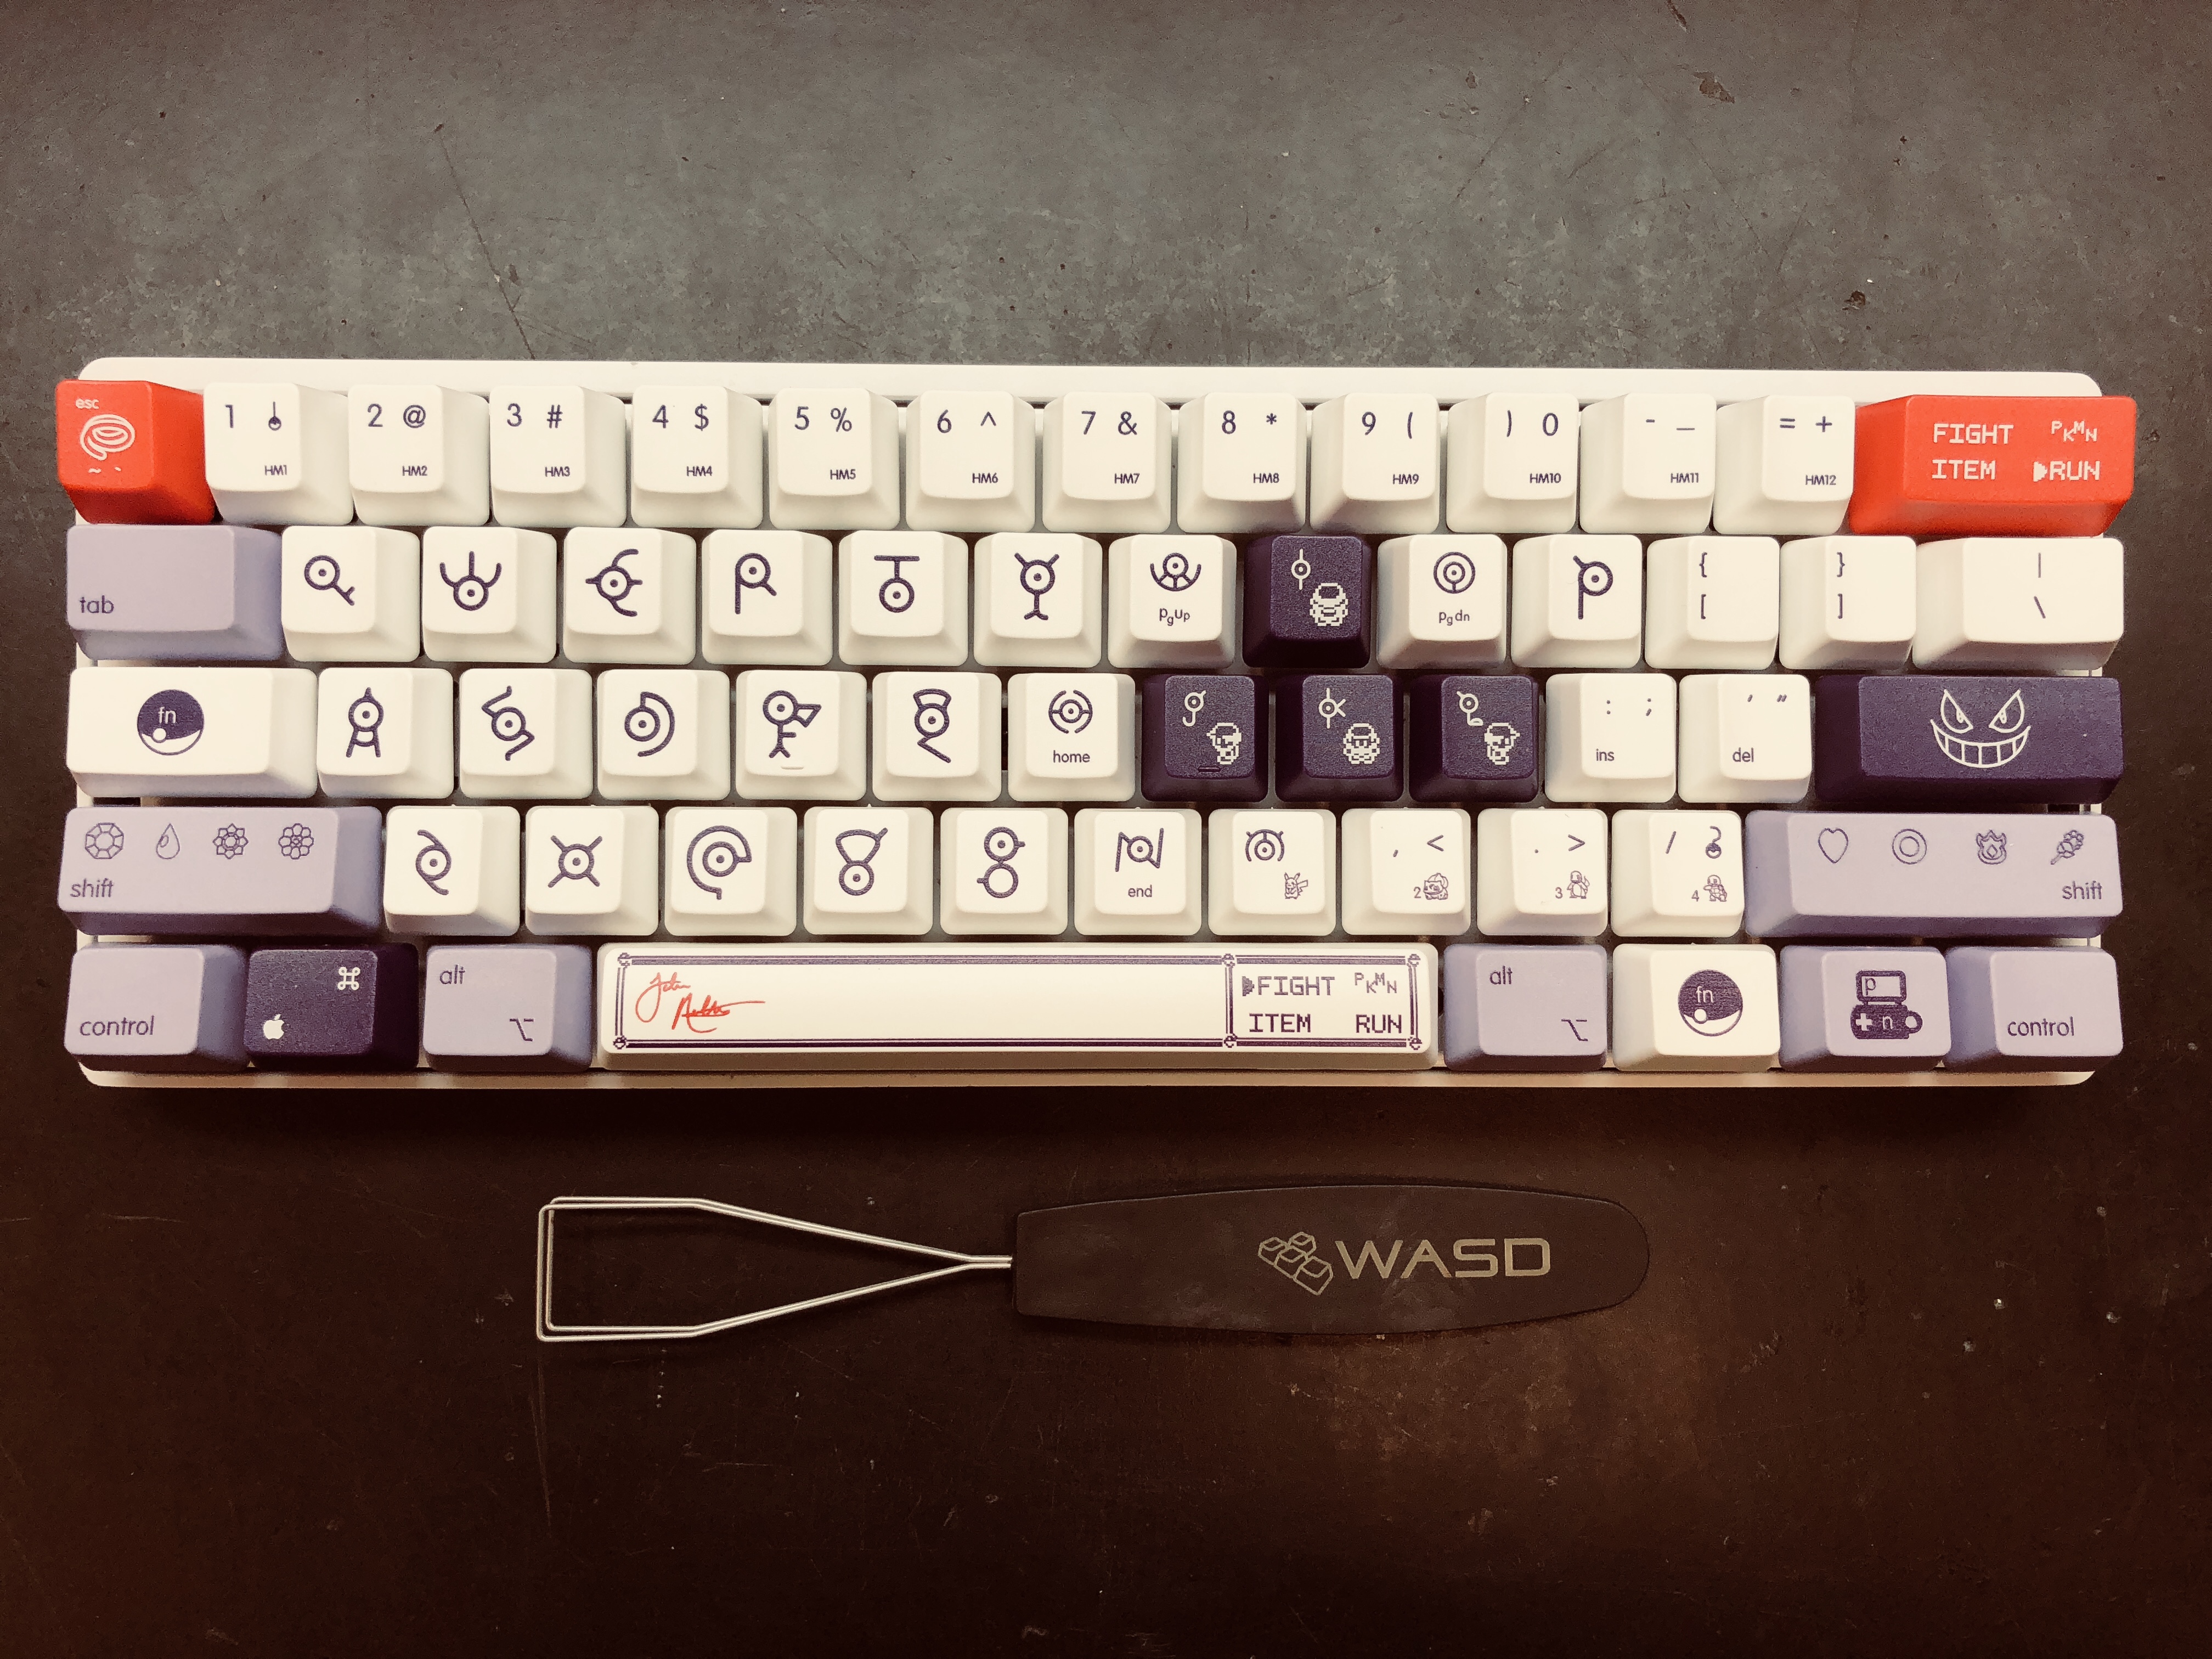 esc 1 ! 2 @ 3 # 4 $ 5 % 6 ^ 7 & 8 * 9 ( ) 0 - _ = + FIGHT PKMN
HM1 HM2 HM3 HM4 HM5 HM6 HM7 HM8 HM9 HM10 HM11 HM12 ITEM ▶RUN
Q W E R T Y U I O P { } |
tab pgup pgdn [ ] \
fn A S D F G H J K L : ; ' "
home ins del
Z X C V B N M , < . > / ?
shift end 2 3 4 shift
alt ▶FIGHT PKMN alt fn p
control ⌘ ⌥ ITEM RUN ⌥ n control
WASD